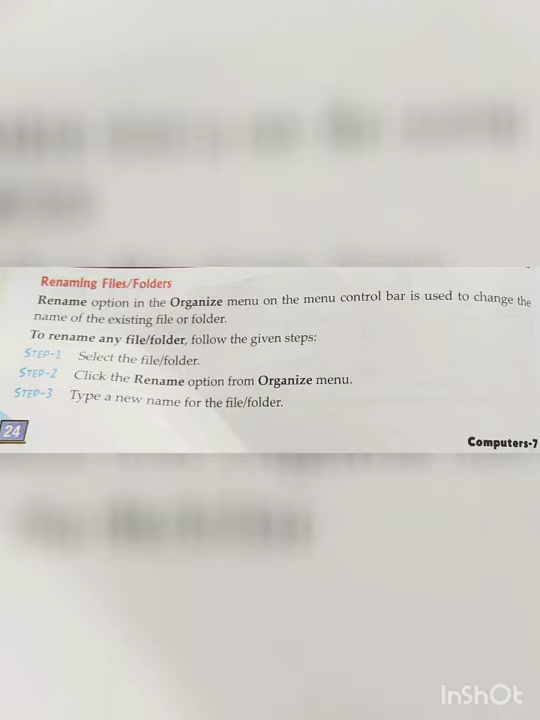 Renaming Files/Folders
Rename option in the Organize menu on the menu control bar is used to change the
name of the existing file or folder.
To rename any file/folder, follow the given steps:
STEP-1 Select the file/folder.
STEP-2 Click the Rename option from Organize menu.
STEP-3 Type a new name for the file/folder.
24
Computers-7
InShOt